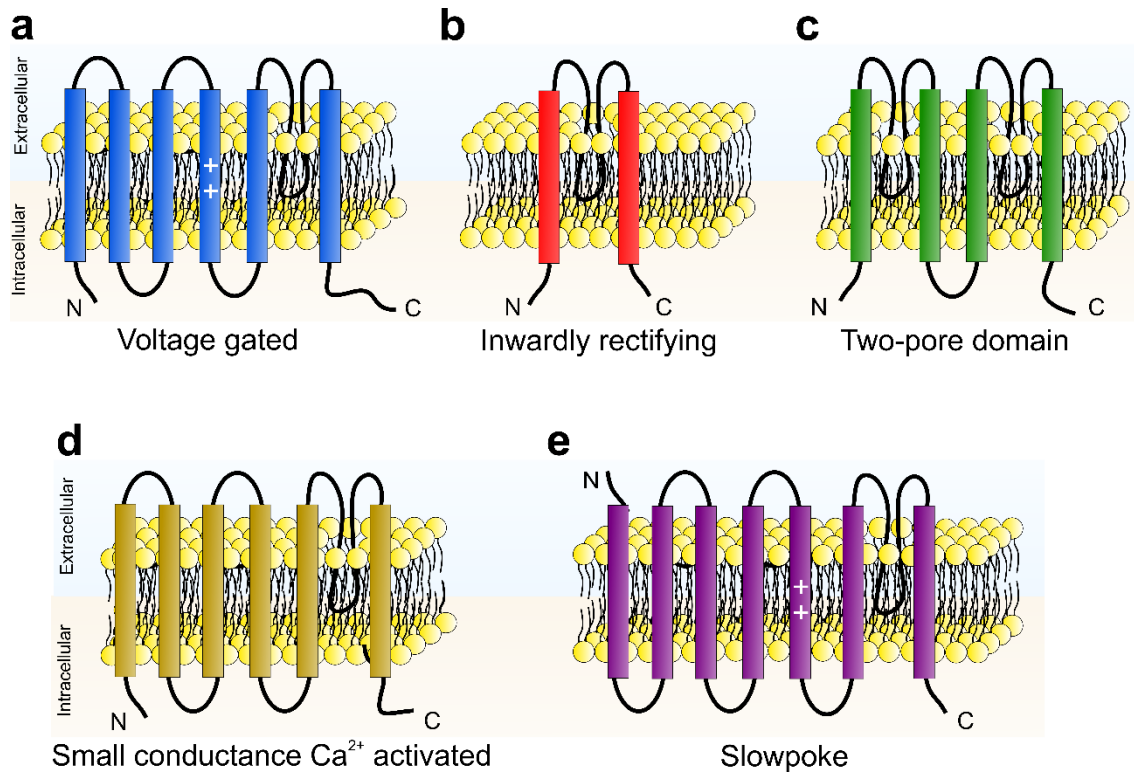 a
b
c
Extracellular
Intracellular
++
N
C
N
C
N
C
Voltage gated
Inwardly rectifying
Two-pore domain
d
e
Extracellular
Intracellular
N
++
N
C
C
Small conductance Ca²⁺ activated
Slowpoke